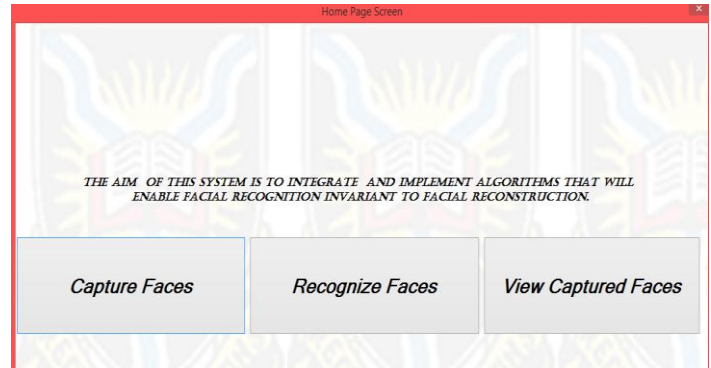 Home Page Screen
x
THE AIM OF THIS SYSTEM IS TO INTEGRATE AND IMPLEMENT ALGORITHMS THAT WILL
ENABLE FACIAL RECOGNITION INVARIANT TO FACIAL RECONSTRUCTION.
Capture Faces
Recognize Faces
View Captured Faces